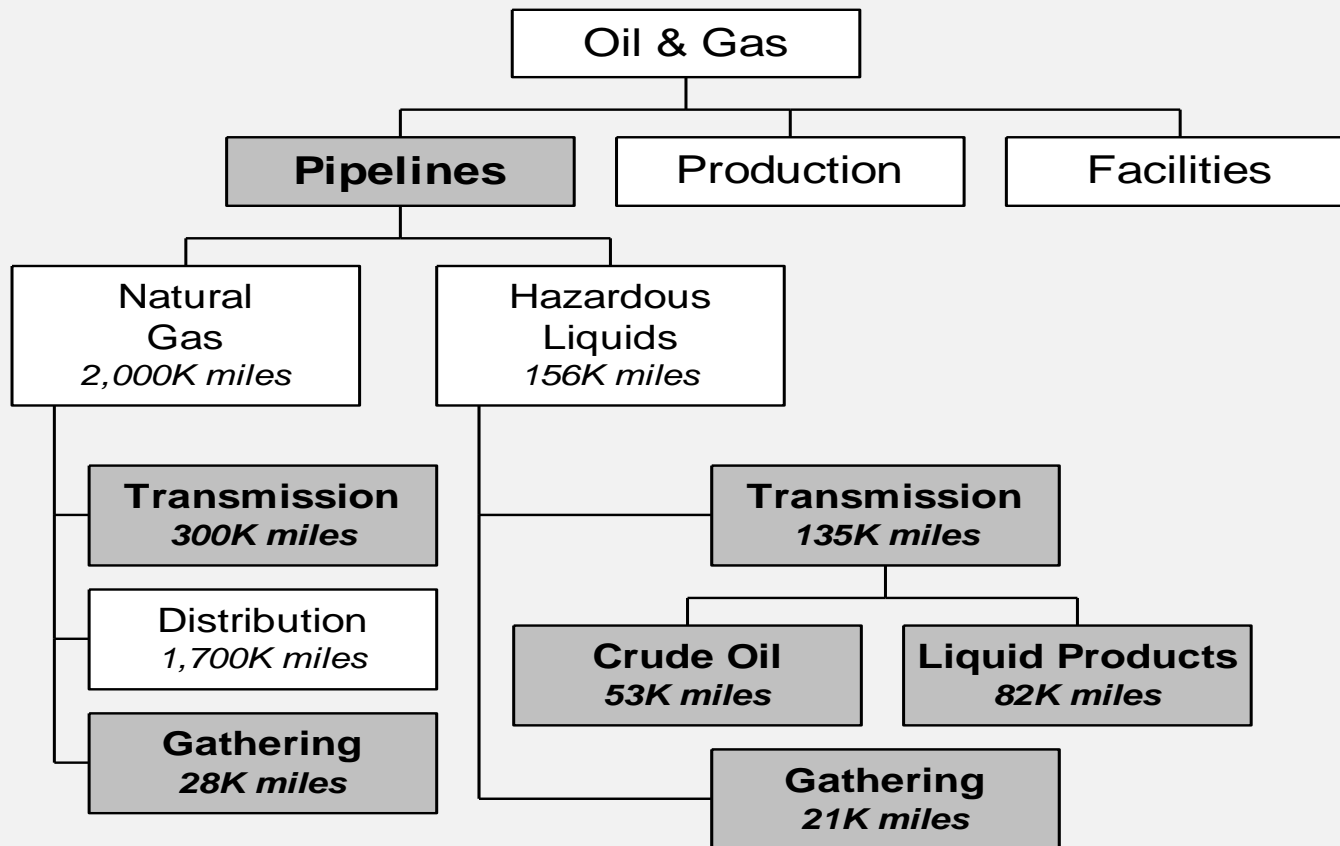 Oil & Gas
Pipelines
Production
Facilities
Natural
Gas
2,000K miles
Hazardous
Liquids
156K miles
Transmission
300K miles
Distribution
1,700K miles
Gathering
28K miles
Transmission
135K miles
Crude Oil
53K miles
Liquid Products
82K miles
Gathering
21K miles